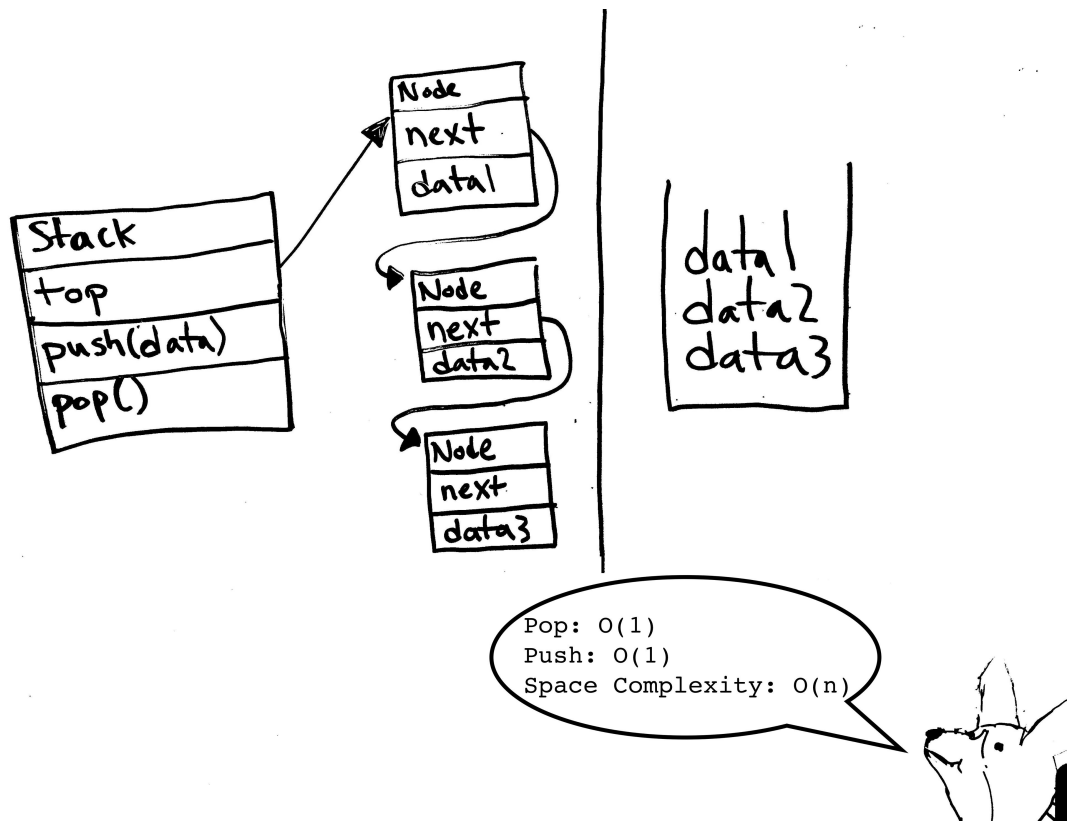 Stack
top
push(data)
pop()
Node
next
data1
Node
next
data2
Node
next
data3
data1
data2
data3
Pop: O(1)
Push: O(1)
Space Complexity: O(n)